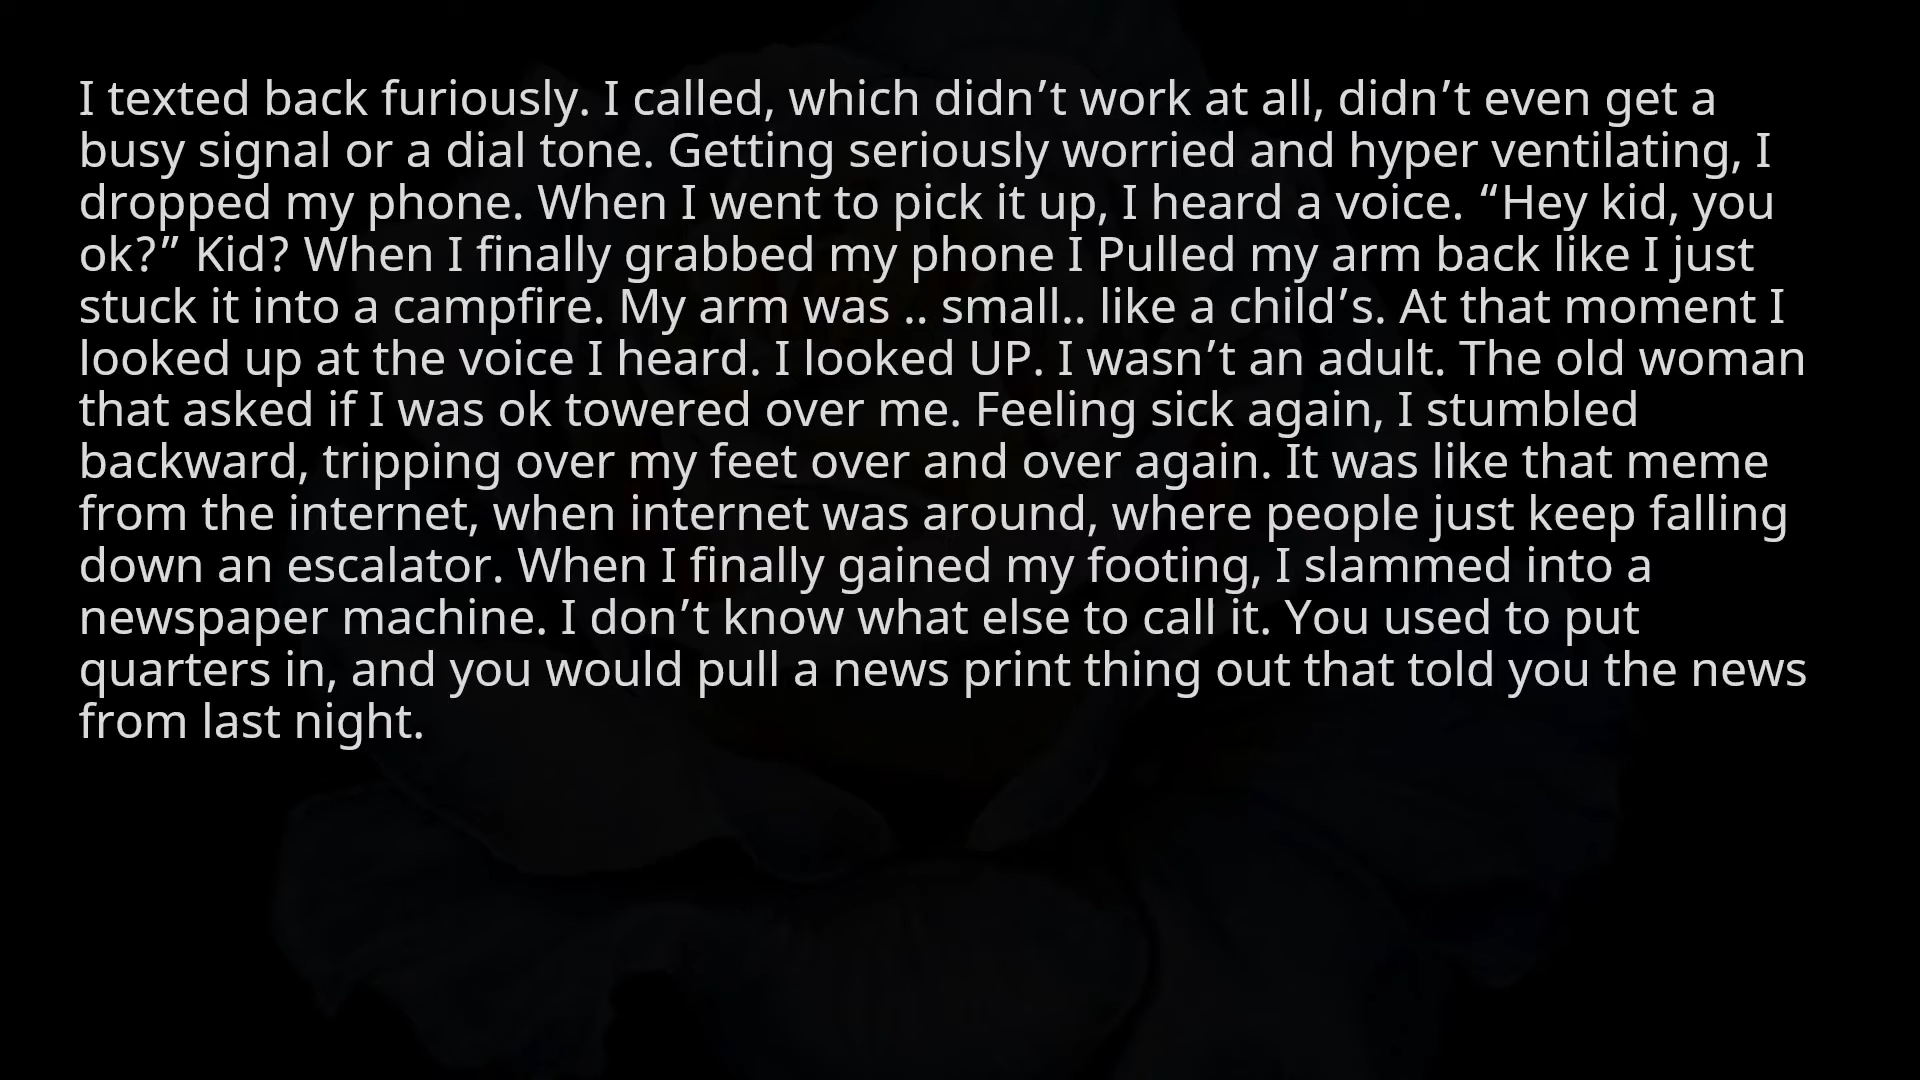 I texted back furiously. I called, which didn’t work at all, didn’t even get a
busy signal or a dial tone. Getting seriously worried and hyper ventilating, I
dropped my phone. When I went to pick it up, I heard a voice. “Hey kid, you
ok?” Kid? When I finally grabbed my phone I Pulled my arm back like I just
stuck it into a campfire. My arm was .. small.. like a child’s. At that moment I
looked up at the voice I heard. I looked UP. I wasn’t an adult. The old woman
that asked if I was ok towered over me. Feeling sick again, I stumbled
backward, tripping over my feet over and over again. It was like that meme
from the internet, when internet was around, where people just keep falling
down an escalator. When I finally gained my footing, I slammed into a
newspaper machine. I don’t know what else to call it. You used to put
quarters in, and you would pull a news print thing out that told you the news
from last night.